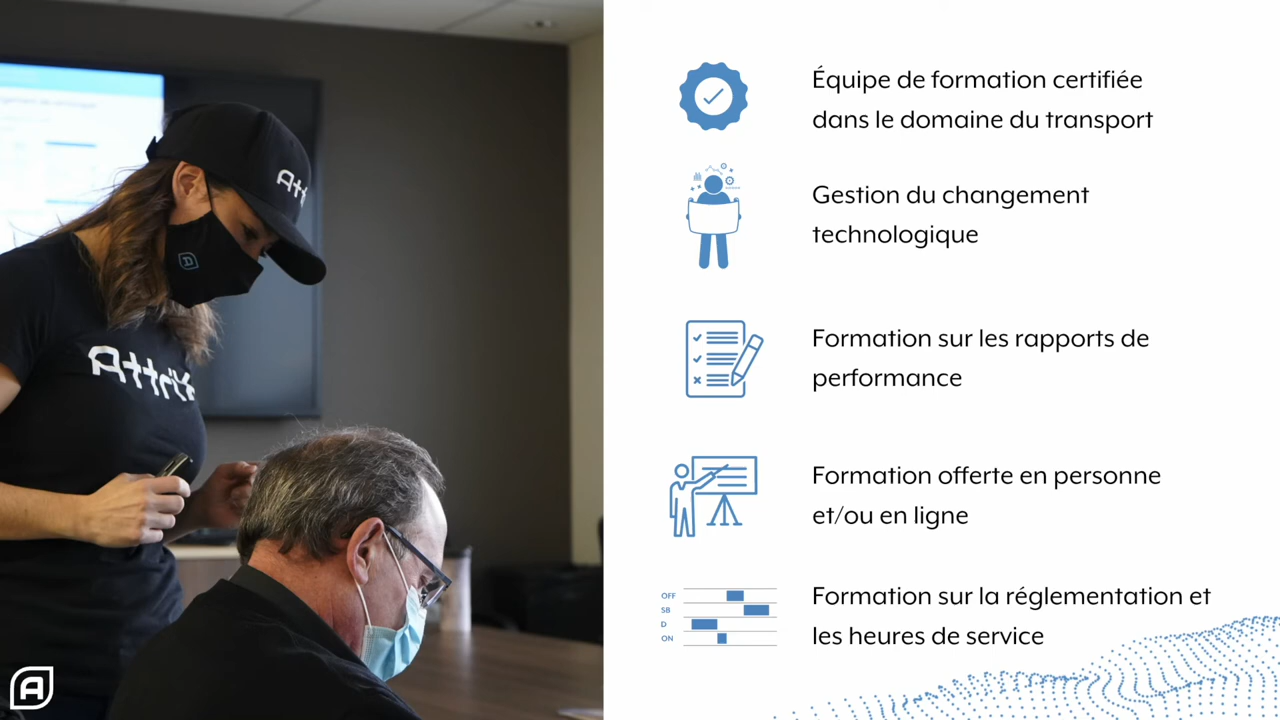 Équipe de formation certifiée
dans le domaine du transport
Gestion du changement
technologique
Formation sur les rapports de
performance
Formation offerte en personne
et/ou en ligne
OFF
SB
D
ON
Formation sur la réglementation et
les heures de service